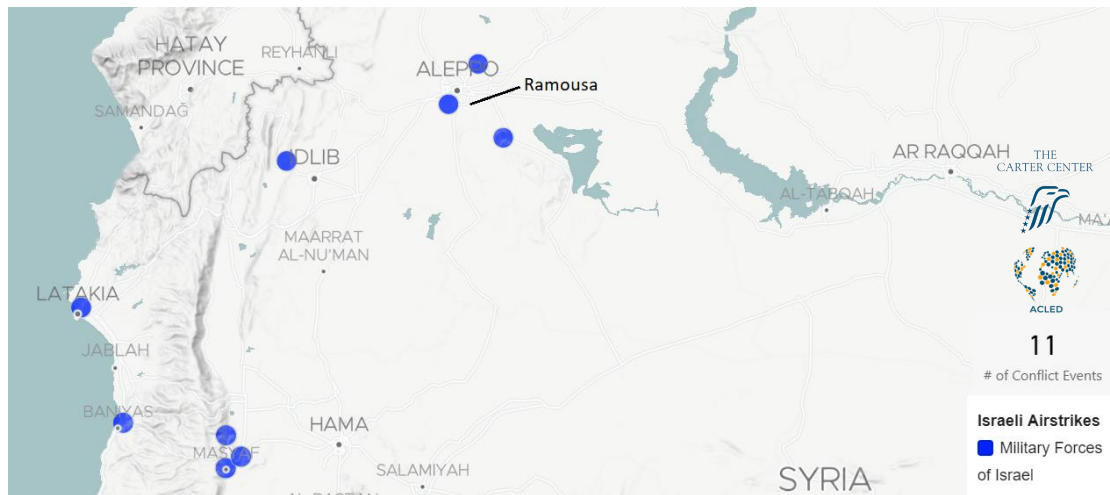 HATAY
PROVINCE
REYHANLI
SAMANDAĞ
ALEPPO
Ramousa
IDLIB
AR RAQQAH
THE
CARTER CENTER
AL-TABQAH
MAARRAT
AL-NU'MAN
LATAKIA
JABLAH
BANIYAS
HAMA
MASYAF
SALAMIYAH
SYRIA
ACLED
11
# of Conflict Events
Israeli Airstrikes
Military Forces
of Israel